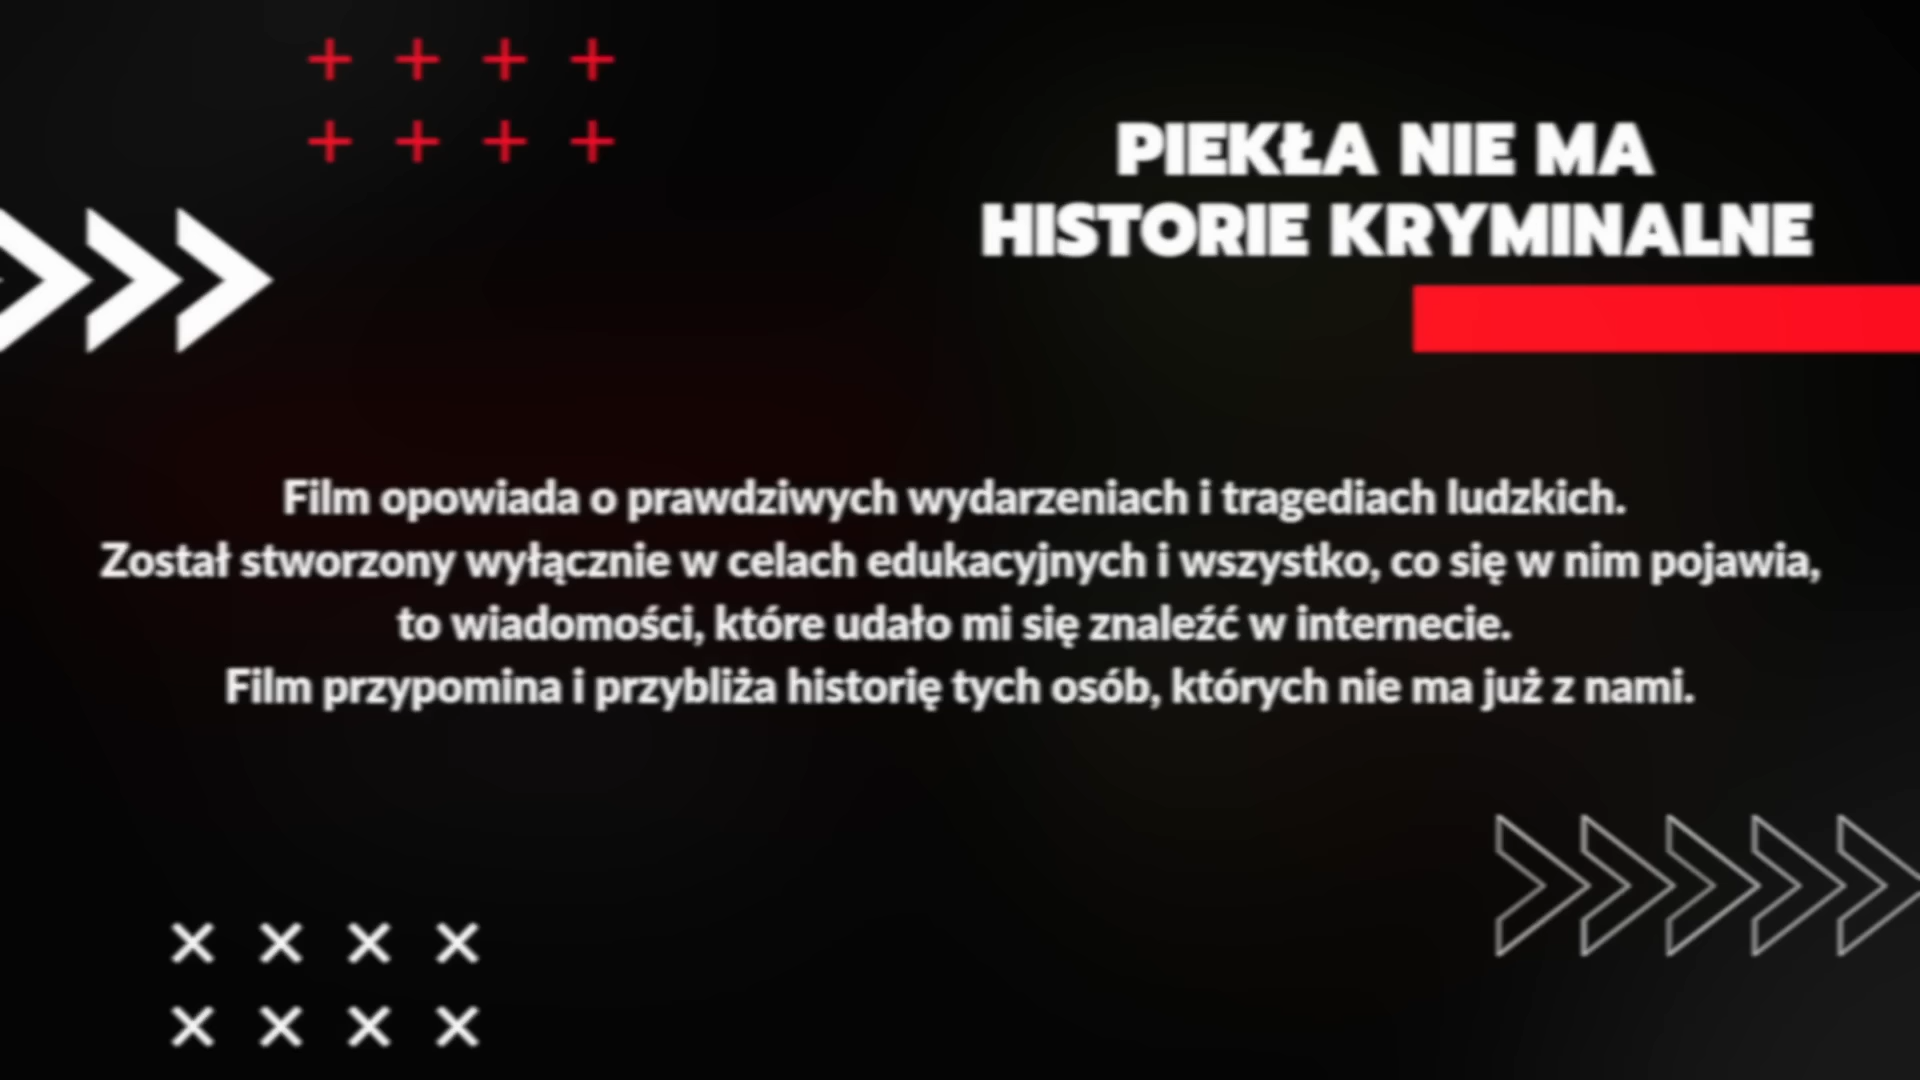 PIEKŁA NIE MA
HISTORIE KRYMINALNE
Film opowiada o prawdziwych wydarzeniach i tragediach ludzkich.
Został stworzony wyłącznie w celach edukacyjnych i wszystko, co się w nim pojawia,
to wiadomości, które udało mi się znaleźć w internecie.
Film przypomina i przybliża historię tych osób, których nie ma już z nami.